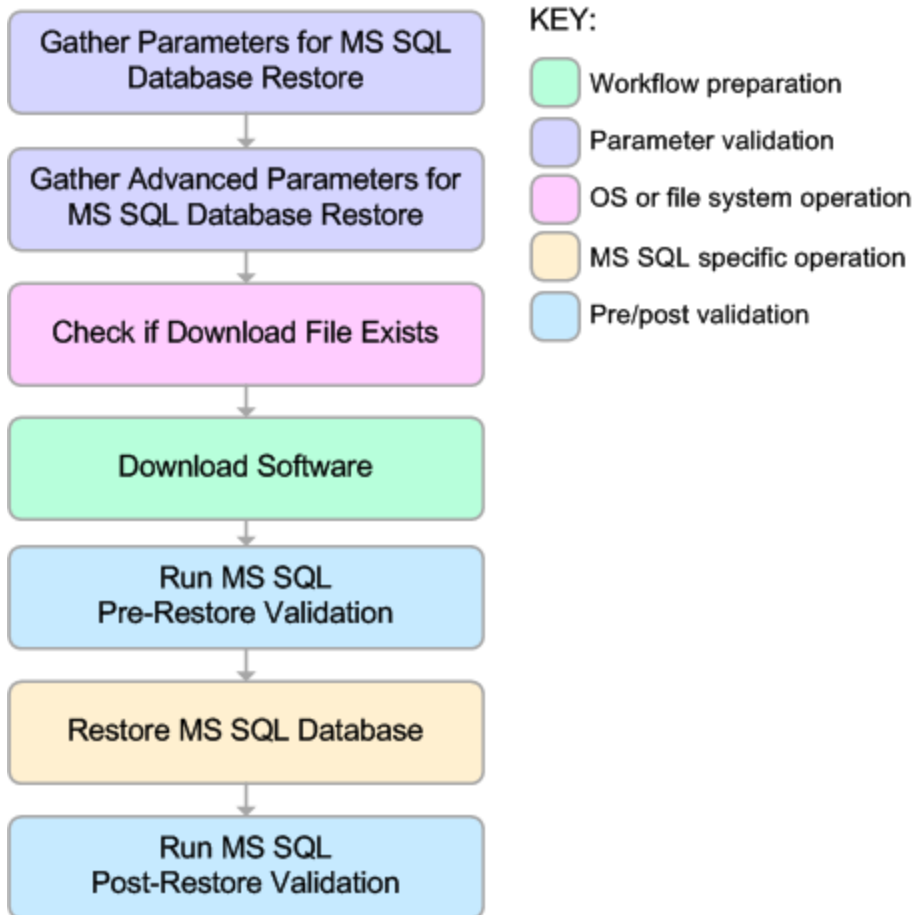 Gather Parameters for MS SQL
Database Restore
Gather Advanced Parameters for
MS SQL Database Restore
Check if Download File Exists
Download Software
Run MS SQL
Pre-Restore Validation
Restore MS SQL Database
Run MS SQL
Post-Restore Validation
KEY:
Workflow preparation
Parameter validation
OS or file system operation
MS SQL specific operation
Pre/post validation